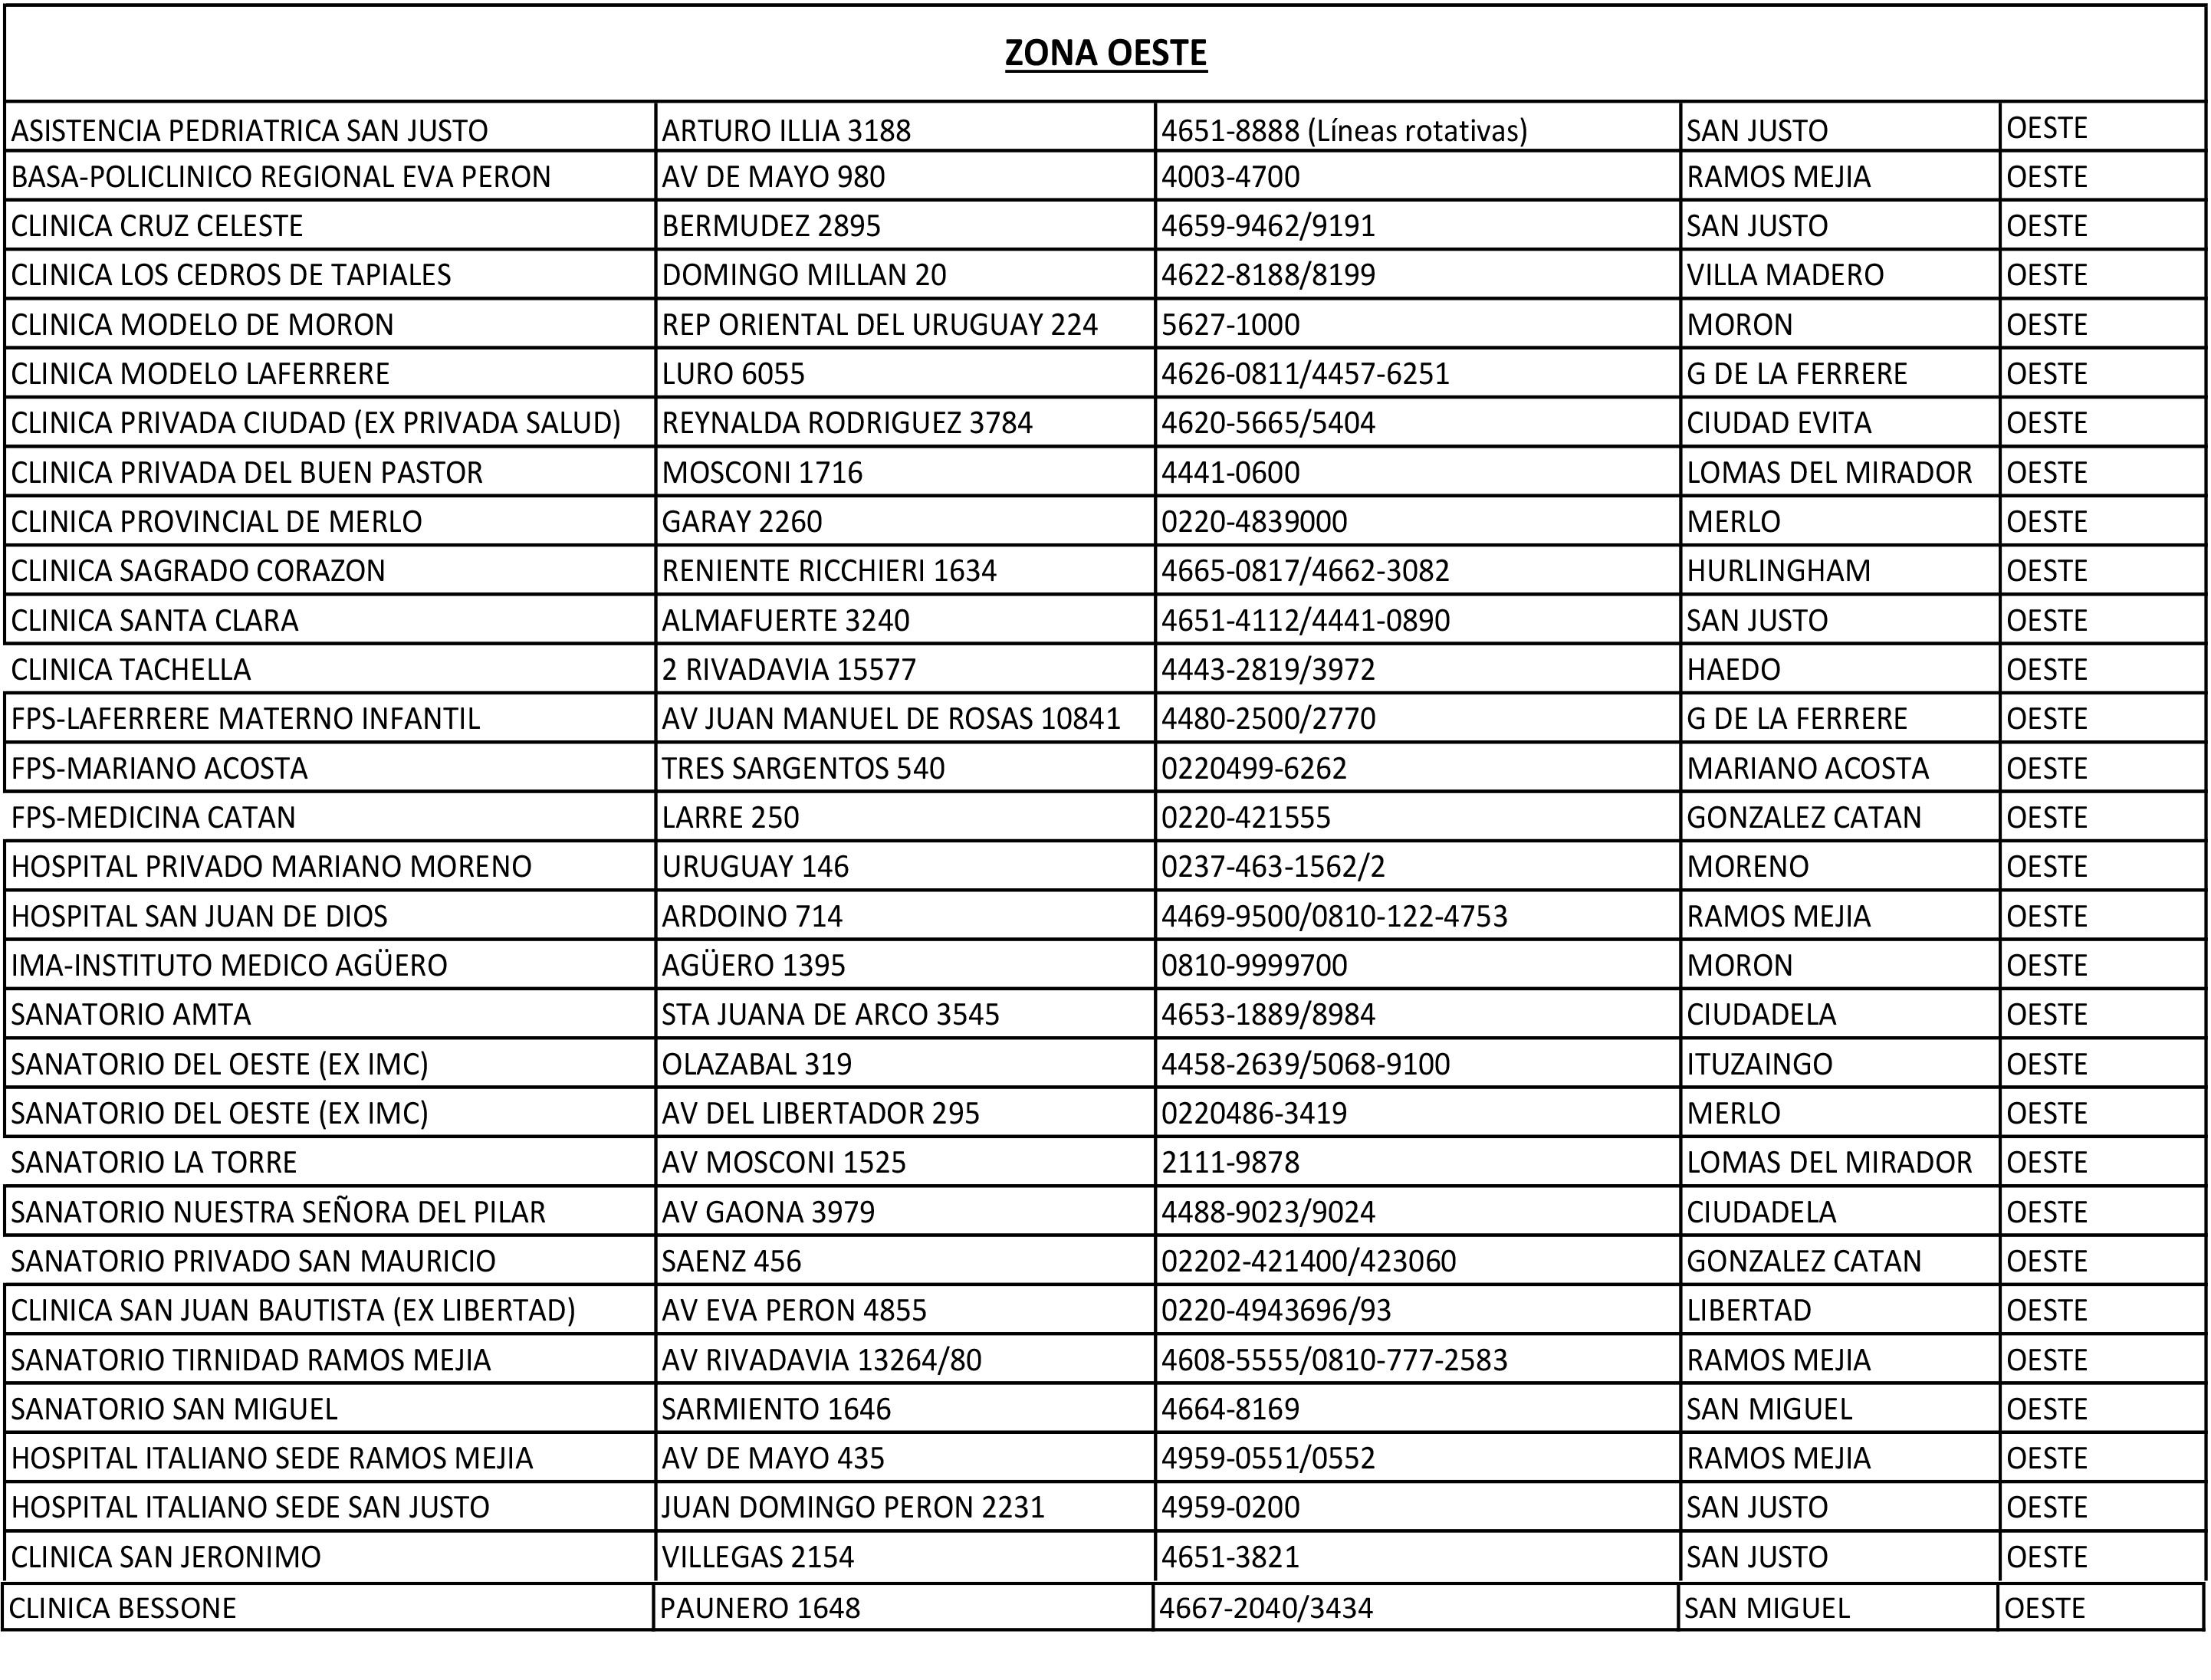 ZONA OESTE
ASISTENCIA PEDRIATRICA SAN JUSTO ARTURO ILLIA 3188 4651-8888 (Líneas rotativas) SAN JUSTO OESTE
BASA-POLICLINICO REGIONAL EVA PERON AV DE MAYO 980 4003-4700 RAMOS MEJIA OESTE
CLINICA CRUZ CELESTE BERMUDEZ 2895 4659-9462/9191 SAN JUSTO OESTE
CLINICA LOS CEDROS DE TAPIALES DOMINGO MILLAN 20 4622-8188/8199 VILLA MADERO OESTE
CLINICA MODELO DE MORON REP ORIENTAL DEL URUGUAY 224 5627-1000 MORON OESTE
CLINICA MODELO LAFERRERE LURO 6055 4626-0811/4457-6251 G DE LA FERRERE OESTE
CLINICA PRIVADA CIUDAD (EX PRIVADA SALUD) REYNALDA RODRIGUEZ 3784 4620-5665/5404 CIUDAD EVITA OESTE
CLINICA PRIVADA DEL BUEN PASTOR MOSCONI 1716 4441-0600 LOMAS DEL MIRADOR OESTE
CLINICA PROVINCIAL DE MERLO GARAY 2260 0220-4839000 MERLO OESTE
CLINICA SAGRADO CORAZON RENIENTE RICCHIERI 1634 4665-0817/4662-3082 HURLINGHAM OESTE
CLINICA SANTA CLARA ALMAFUERTE 3240 4651-4112/4441-0890 SAN JUSTO OESTE
CLINICA TACHELLA 2 RIVADAVIA 15577 4443-2819/3972 HAEDO OESTE
FPS-LAFERRERE MATERNO INFANTIL AV JUAN MANUEL DE ROSAS 10841 4480-2500/2770 G DE LA FERRERE OESTE
FPS-MARIANO ACOSTA TRES SARGENTOS 540 0220499-6262 MARIANO ACOSTA OESTE
FPS-MEDICINA CATAN LARRE 250 0220-421555 GONZALEZ CATAN OESTE
HOSPITAL PRIVADO MARIANO MORENO URUGUAY 146 0237-463-1562/2 MORENO OESTE
HOSPITAL SAN JUAN DE DIOS ARDOINO 714 4469-9500/0810-122-4753 RAMOS MEJIA OESTE
IMA-INSTITUTO MEDICO AGÜERO AGÜERO 1395 0810-9999700 MORON OESTE
SANATORIO AMTA STA JUANA DE ARCO 3545 4653-1889/8984 CIUDADELA OESTE
SANATORIO DEL OESTE (EX IMC) OLAZABAL 319 4458-2639/5068-9100 ITUZAINGO OESTE
SANATORIO DEL OESTE (EX IMC) AV DEL LIBERTADOR 295 0220486-3419 MERLO OESTE
SANATORIO LA TORRE AV MOSCONI 1525 2111-9878 LOMAS DEL MIRADOR OESTE
SANATORIO NUESTRA SEÑORA DEL PILAR AV GAONA 3979 4488-9023/9024 CIUDADELA OESTE
SANATORIO PRIVADO SAN MAURICIO SAENZ 456 02202-421400/423060 GONZALEZ CATAN OESTE
CLINICA SAN JUAN BAUTISTA (EX LIBERTAD) AV EVA PERON 4855 0220-4943696/93 LIBERTAD OESTE
SANATORIO TIRNIDAD RAMOS MEJIA AV RIVADAVIA 13264/80 4608-5555/0810-777-2583 RAMOS MEJIA OESTE
SANATORIO SAN MIGUEL SARMIENTO 1646 4664-8169 SAN MIGUEL OESTE
HOSPITAL ITALIANO SEDE RAMOS MEJIA AV DE MAYO 435 4959-0551/0552 RAMOS MEJIA OESTE
HOSPITAL ITALIANO SEDE SAN JUSTO JUAN DOMINGO PERON 2231 4959-0200 SAN JUSTO OESTE
CLINICA SAN JERONIMO VILLEGAS 2154 4651-3821 SAN JUSTO OESTE
CLINICA BESSONE PAUNERO 1648 4667-2040/3434 SAN MIGUEL OESTE